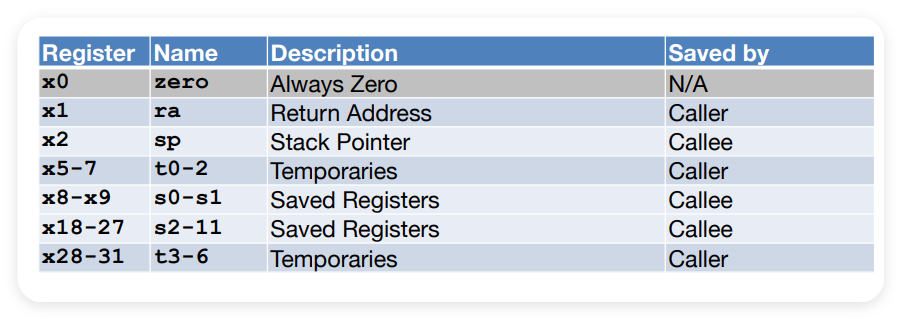 Register Name Description Saved by
x0 zero Always Zero N/A
x1 ra Return Address Caller
x2 sp Stack Pointer Callee
x5-7 t0-2 Temporaries Caller
x8-x9 s0-s1 Saved Registers Callee
x18-27 s2-11 Saved Registers Callee
x28-31 t3-6 Temporaries Caller